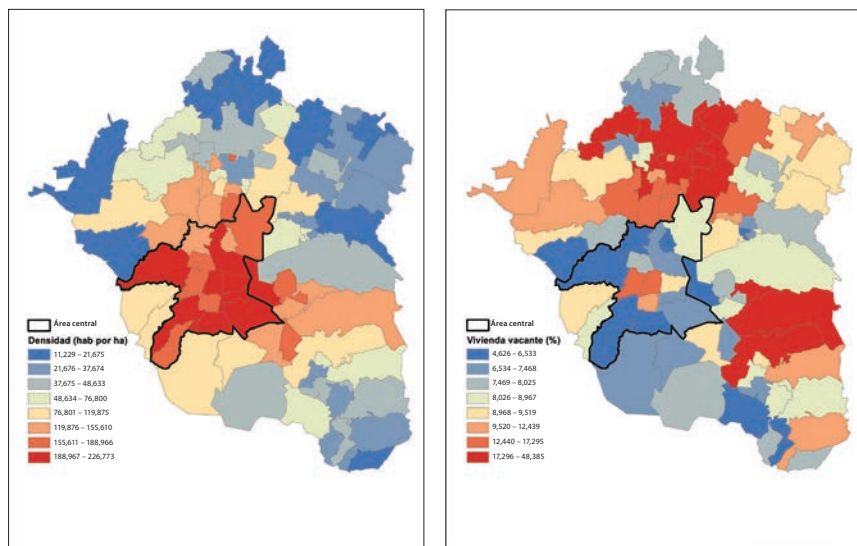 Área central
Densidad (hab por ha)
11,229 – 21,675
21,676 – 37,674
37,675 – 48,633
48,634 – 76,800
76,801 – 119,875
119,876 – 155,610
155,611 – 188,966
188,967 – 226,773
Área central
Vivienda vacante (%)
4,626 – 6,533
6,534 – 7,468
7,469 – 8,025
8,026 – 8,967
8,968 – 9,519
9,520 – 12,439
12,440 – 17,295
17,296 – 48,385